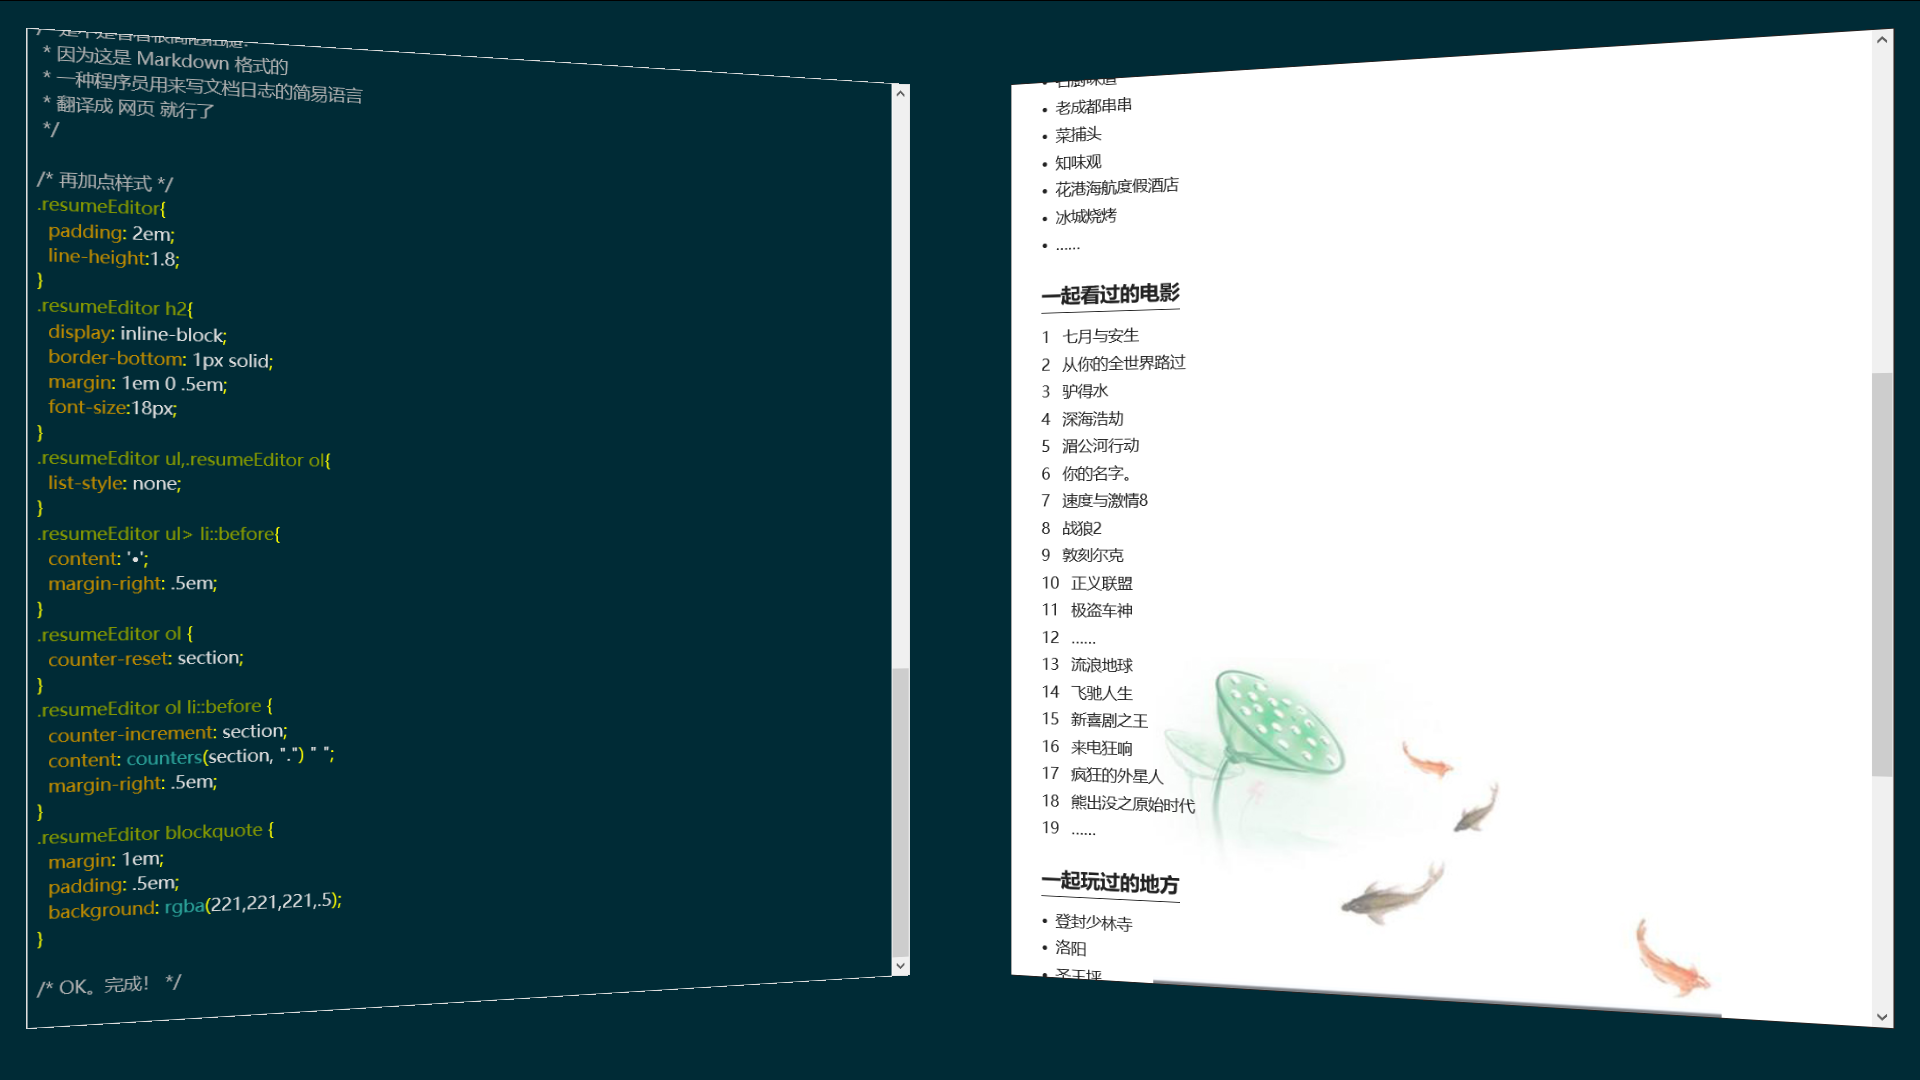 * 因为这是 Markdown 格式的
* 一种程序员用来写文档日志的简易语言
* 翻译成 网页 就行了
*/
/* 再加点样式 */
.resumeEditor{
padding: 2em;
line-height:1.8;
}
.resumeEditor h2{
display: inline-block;
border-bottom: 1px solid;
margin: 1em 0 .5em;
font-size:18px;
}
.resumeEditor ul,.resumeEditor ol{
list-style: none;
}
.resumeEditor ul> li::before{
content: '•';
margin-right: .5em;
}
.resumeEditor ol {
counter-reset: section;
}
.resumeEditor ol li::before {
counter-increment: section;
content: counters(section, ".") " ";
margin-right: .5em;
}
.resumeEditor blockquote {
margin: 1em;
padding: .5em;
background: rgba(221,221,221,.5);
}
/* OK。完成！ */
• 老成都串串
• 菜捕头
• 知味观
• 花港海航度假酒店
• 冰城烧烤
• ......
一起看过的电影
1 七月与安生
2 从你的全世界路过
3 驴得水
4 深海浩劫
5 湄公河行动
6 你的名字。
7 速度与激情8
8 战狼2
9 敦刻尔克
10 正义联盟
11 极盗车神
12 ......
13 流浪地球
14 飞驰人生
15 新喜剧之王
16 来电狂响
17 疯狂的外星人
18 熊出没之原始时代
19 ......
一起玩过的地方
• 登封少林寺
• 洛阳
• 圣王坪